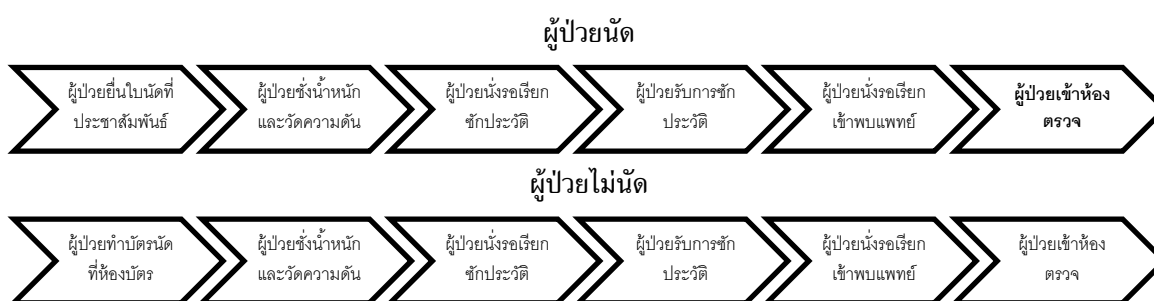 ผู้ป่วยนัด
ผู้ป่วยยื่นใบนัดที่
ประชาสัมพันธ์
ผู้ป่วยชั่งน้ำหนัก
และวัดความดัน
ผู้ป่วยนั่งรอเรียก
ซักประวัติ
ผู้ป่วยรับการซัก
ประวัติ
ผู้ป่วยนั่งรอเรียก
เข้าพบแพทย์
ผู้ป่วยเข้าห้อง
ตรวจ
ผู้ป่วยไม่นัด
ผู้ป่วยทำบัตรนัด
ที่ห้องบัตร
ผู้ป่วยชั่งน้ำหนัก
และวัดความดัน
ผู้ป่วยนั่งรอเรียก
ซักประวัติ
ผู้ป่วยรับการซัก
ประวัติ
ผู้ป่วยนั่งรอเรียก
เข้าพบแพทย์
ผู้ป่วยเข้าห้อง
ตรวจ